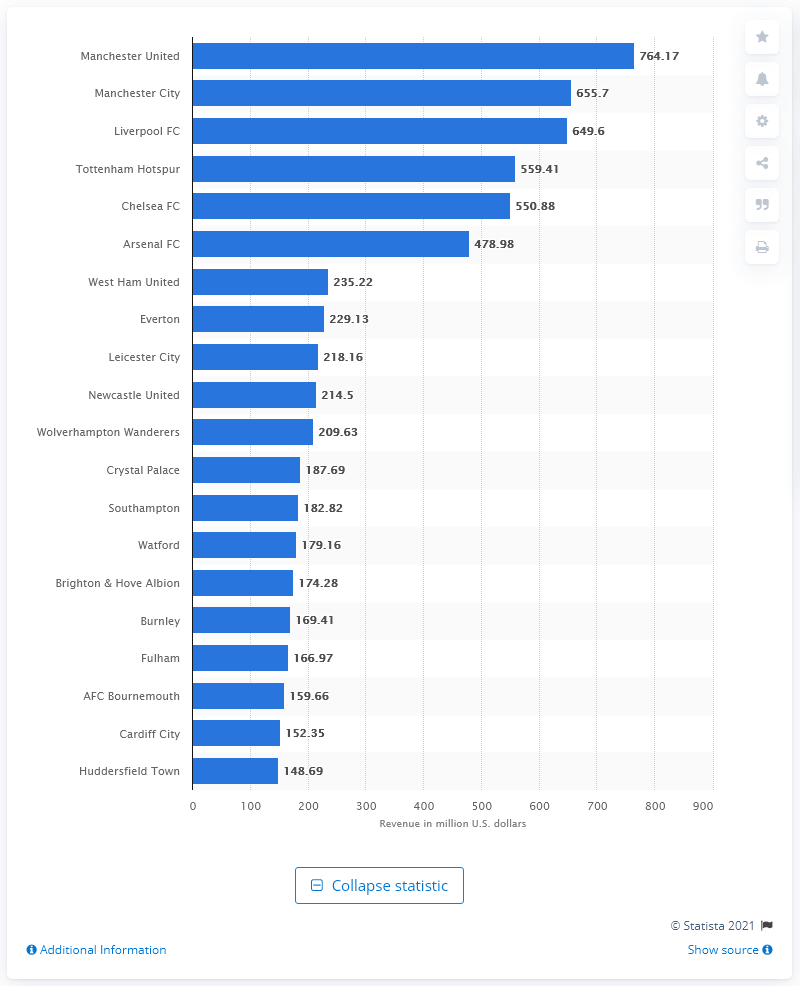 Manchester United 764.17
Manchester City 655.7
Liverpool FC 649.6
Tottenham Hotspur 559.41
Chelsea FC 550.88
Arsenal FC 478.98
West Ham United 235.22
Everton 229.13
Leicester City 218.16
Newcastle United 214.5
Wolverhampton Wanderers 209.63
Crystal Palace 187.69
Southampton 182.82
Watford 179.16
Brighton & Hove Albion 174.28
Burnley 169.41
Fulham 166.97
AFC Bournemouth 159.66
Cardiff City 152.35
Huddersfield Town 148.69
0 100 200 300 400 500 600 700 800 900
Revenue in million U.S. dollars
Collapse statistic
© Statista 2021
Additional Information Show source